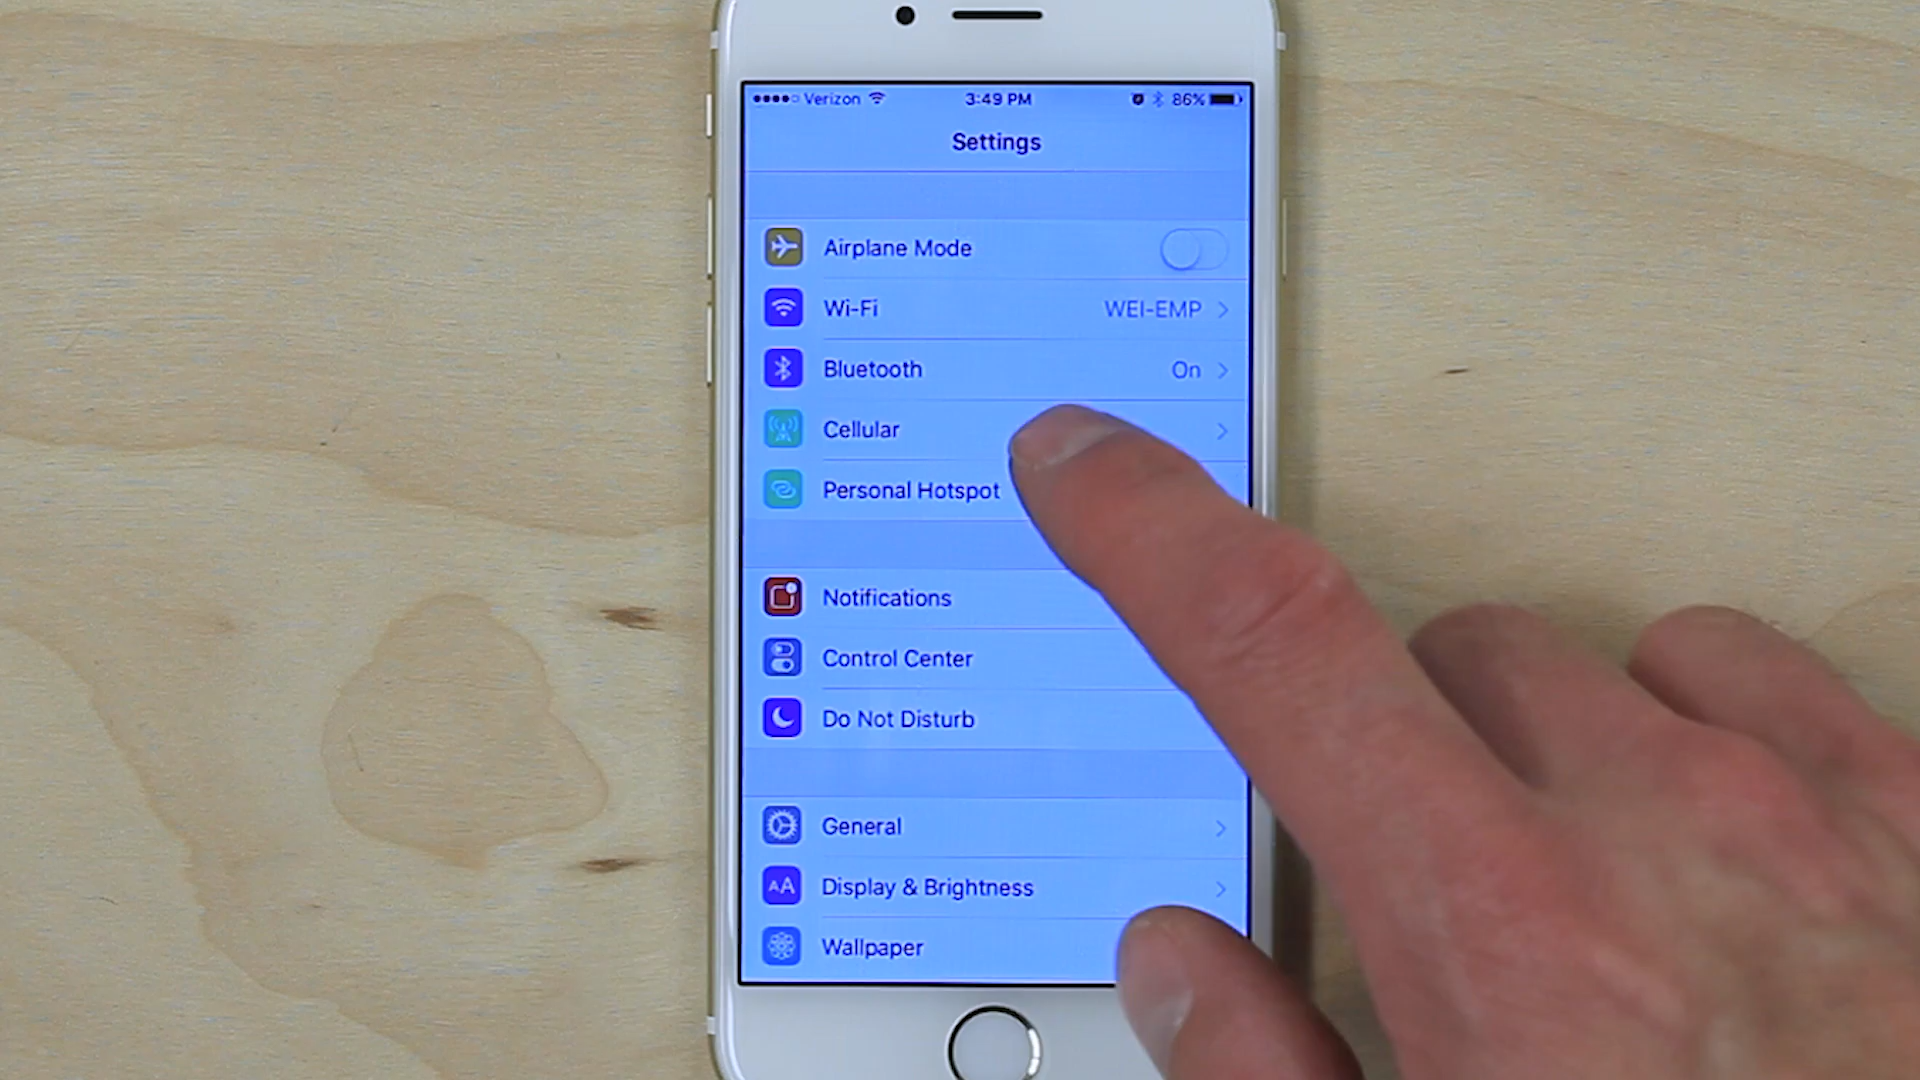 Verizon 3:49 PM 86%
Settings
Airplane Mode
Wi-Fi WEI-EMP
Bluetooth On
Cellular
Personal Hotspot
Notifications
Control Center
Do Not Disturb
General
AA Display & Brightness
Wallpaper